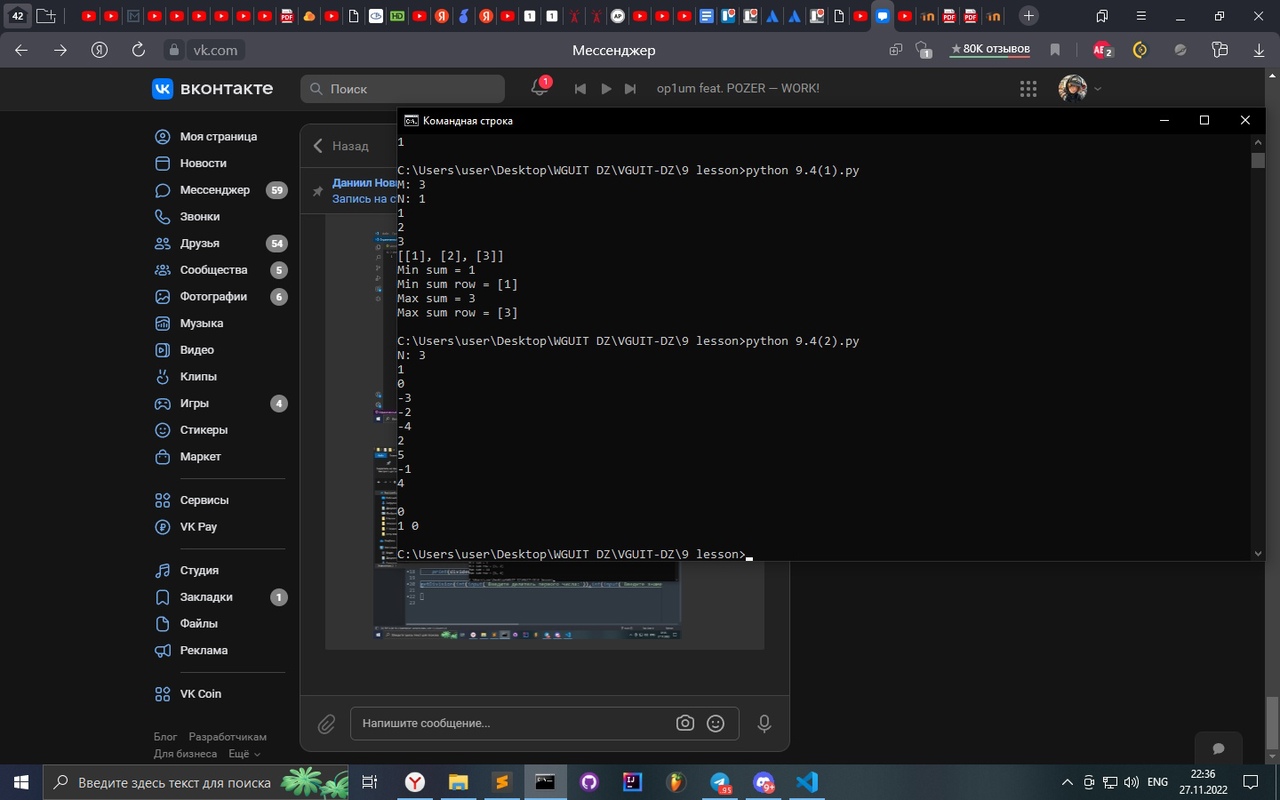 42
Мессенджер
vk.com
80К отзывов
1
2
ВКОНТАКТЕ
Поиск
1
op1um feat. POZER — WORK!
Моя страница
Новости
Мессенджер 59
Звонки
Друзья 54
Сообщества 5
Фотографии 6
Музыка
Видео
Клипы
Игры 4
Стикеры
Маркет
Сервисы
VK Pay
Студия
Закладки 1
Файлы
Реклама
VK Coin
Блог Разработчикам
Для бизнеса Ещё
Назад
Даниил Нов
Запись на с
Командная строка
1
C:\Users\user\Desktop\WGUIT DZ\VGUIT-DZ\9 lesson>python 9.4(1).py
M: 3
N: 1
1
2
3
[[1], [2], [3]]
Min sum = 1
Min sum row = [1]
Max sum = 3
Max sum row = [3]
C:\Users\user\Desktop\WGUIT DZ\VGUIT-DZ\9 lesson>python 9.4(2).py
N: 3
1
0
-3
-2
-4
2
5
-1
4
0
1 0
C:\Users\user\Desktop\WGUIT DZ\VGUIT-DZ\9 lesson>
Напишите сообщение...
Введите здесь текст для поиска
95
9+
ENG
22:36
27.11.2022